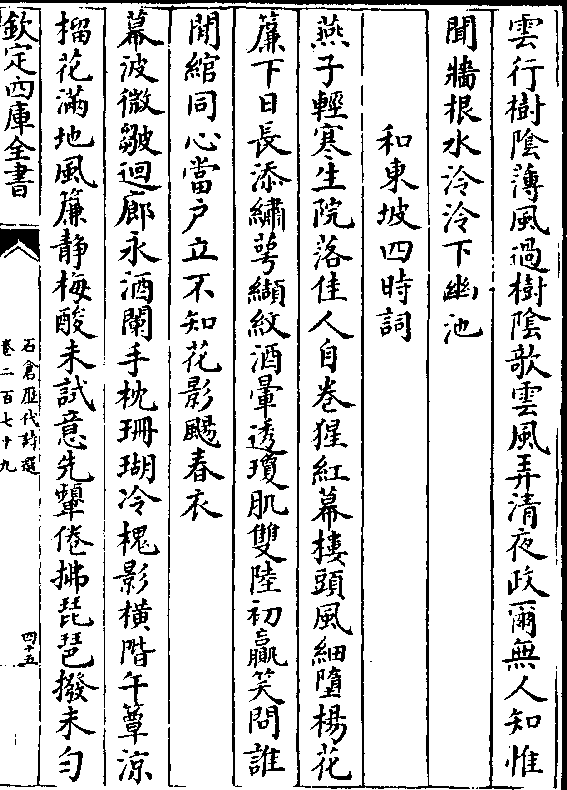 雲行樹陰薄風過樹陰歌雲風弄清夜政爾無人知惟
聞牆根水泠泠下幽池
和東坡四時詞
燕子輕寒生院落佳人自卷猩紅幕樓頭風細墮楊花
簾下日長添繡萼纈紋酒暈透瓊肌雙陸初贏笑問誰
閒綰同心當戶立不知花影颺春衣
幕波微皺迴廊永酒闌手枕珊瑚冷槐影橫階午簟涼
榴花滿地風簾静梅酸未試意先顰倦拂琵琶撥未勻
欽定四庫全書
石倉歷代詩選
卷二百七十九
四十五